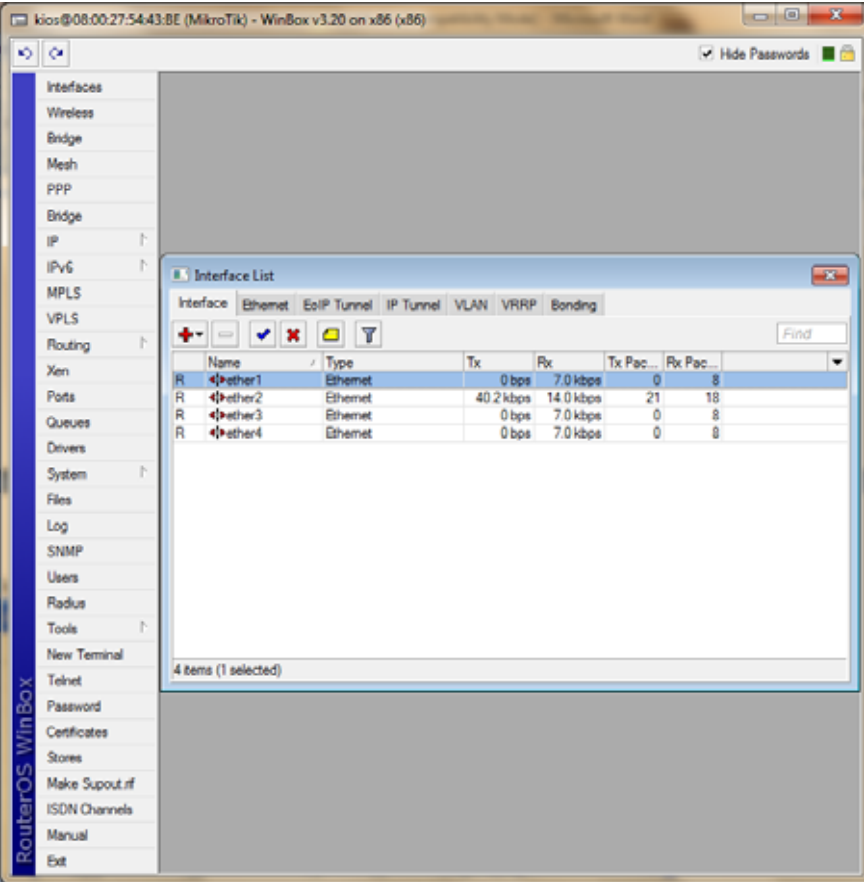 kios@08:00:27:54:43:BE (MikroTik) - WinBox v3.20 on x86 (x86)
Hide Passwords
Interfaces
Wireless
Bridge
Mesh
PPP
Bridge
IP
IPv6
MPLS
VPLS
Routing
Xen
Ports
Queues
Drivers
System
Files
Log
SNMP
Users
Radius
Tools
New Terminal
Telnet
Password
Certificates
Stores
Make Supout.rif
ISDN Channels
Manual
Exit
RouterOS WinBox
Interface List
Interface Ethernet EoIP Tunnel IP Tunnel VLAN VRRP Bonding
Find
Name / Type Tx Rx Tx Pac... Rx Pac...
R ether1 Ethernet 0 bps 7.0 kbps 0 8
R ether2 Ethernet 40.2 kbps 14.0 kbps 21 18
R ether3 Ethernet 0 bps 7.0 kbps 0 8
R ether4 Ethernet 0 bps 7.0 kbps 0 8
4 items (1 selected)